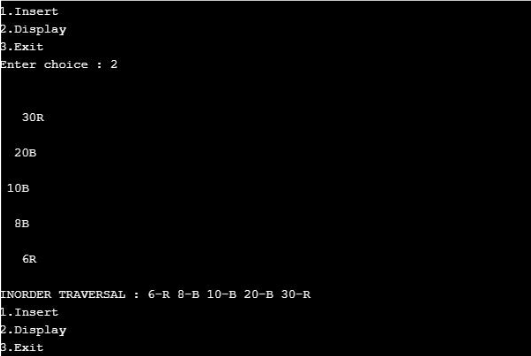 1.Insert
2.Display
3.Exit
Enter choice : 2
30R
20B
10B
8B
6R
INORDER TRAVERSAL : 6-R 8-B 10-B 20-B 30-R
1.Insert
2.Display
3.Exit